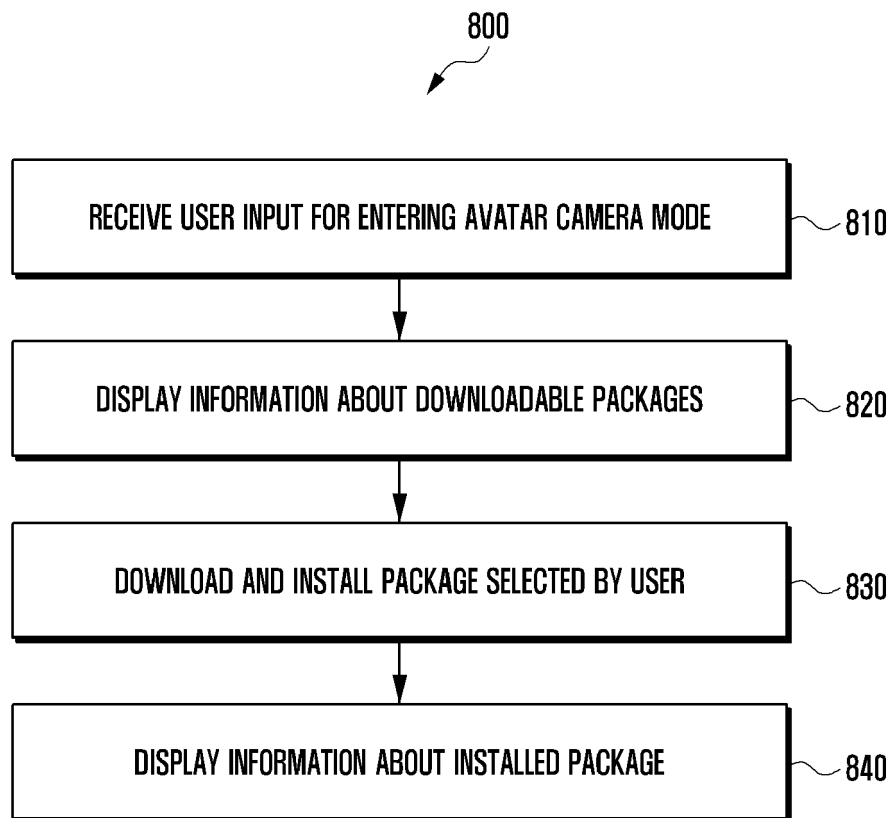 800
RECEIVE USER INPUT FOR ENTERING AVATAR CAMERA MODE
810
DISPLAY INFORMATION ABOUT DOWNLOADABLE PACKAGES
820
DOWNLOAD AND INSTALL PACKAGE SELECTED BY USER
830
DISPLAY INFORMATION ABOUT INSTALLED PACKAGE
840